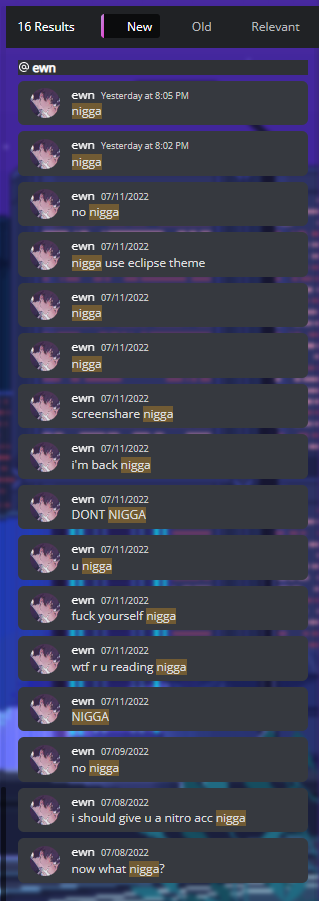 16 Results New Old Relevant
@ ewn
ewn Yesterday at 8:05 PM
nigga
ewn Yesterday at 8:02 PM
nigga
ewn 07/11/2022
no nigga
ewn 07/11/2022
nigga use eclipse theme
ewn 07/11/2022
nigga
ewn 07/11/2022
nigga
ewn 07/11/2022
screenshare nigga
ewn 07/11/2022
i'm back nigga
ewn 07/11/2022
DONT NIGGA
ewn 07/11/2022
u nigga
ewn 07/11/2022
fuck yourself nigga
ewn 07/11/2022
wtf r u reading nigga
ewn 07/11/2022
NIGGA
ewn 07/09/2022
no nigga
ewn 07/08/2022
i should give u a nitro acc nigga
ewn 07/08/2022
now what nigga?